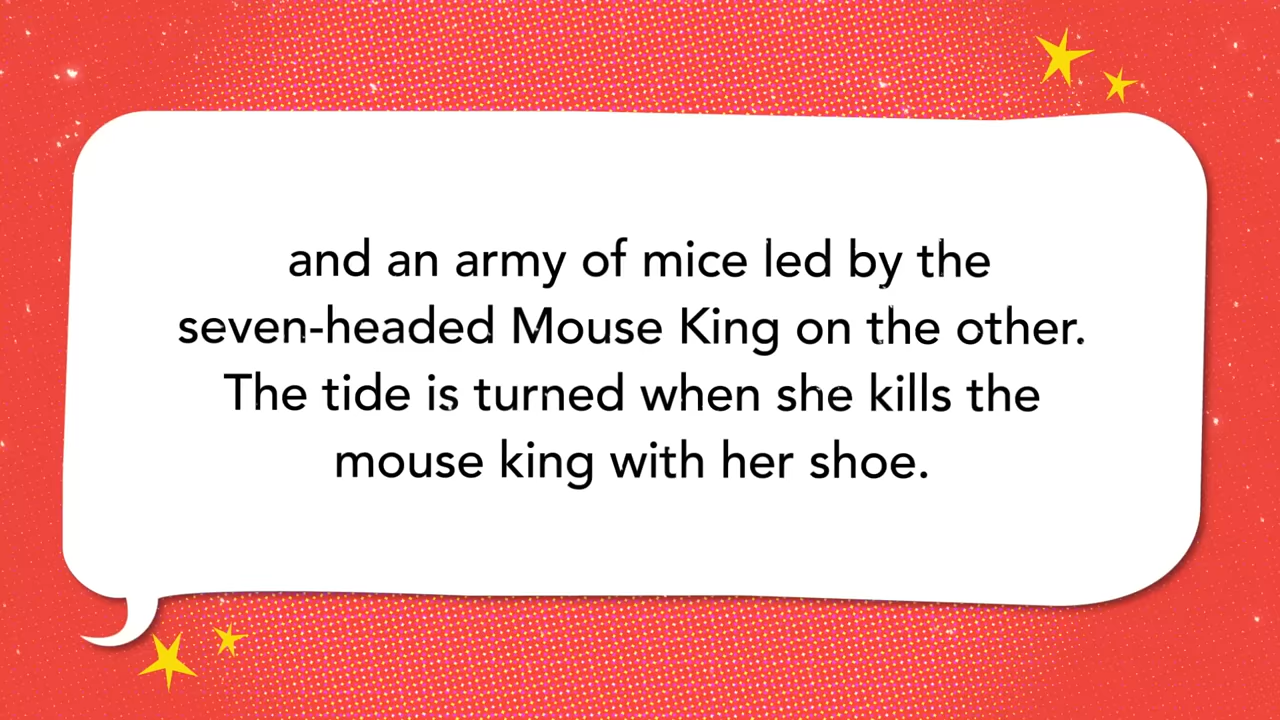 and an army of mice led by the
seven-headed Mouse King on the other.
The tide is turned when she kills the
mouse king with her shoe.